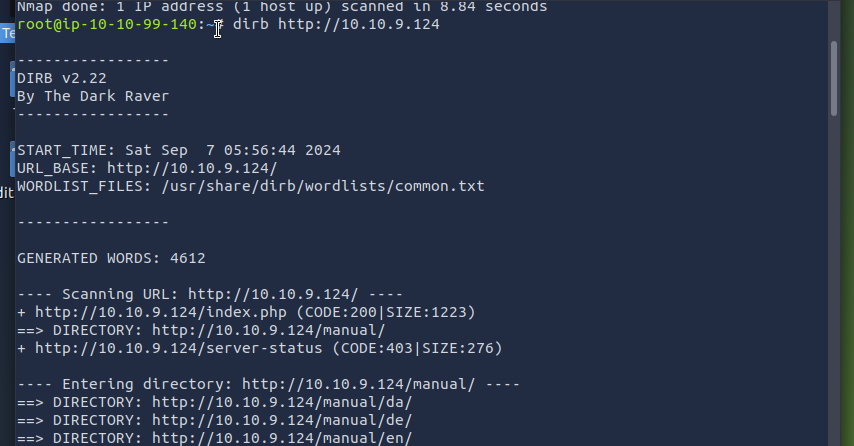 Nmap done: 1 IP address (1 host up) scanned in 8.84 seconds
root@ip-10-10-99-140:~# dirb http://10.10.9.124
-----------------
DIRB v2.22
By The Dark Raver
-----------------
START_TIME: Sat Sep  7 05:56:44 2024
URL_BASE: http://10.10.9.124/
WORDLIST_FILES: /usr/share/dirb/wordlists/common.txt
-----------------
GENERATED WORDS: 4612
---- Scanning URL: http://10.10.9.124/ ----
+ http://10.10.9.124/index.php (CODE:200|SIZE:1223)
==> DIRECTORY: http://10.10.9.124/manual/
+ http://10.10.9.124/server-status (CODE:403|SIZE:276)
---- Entering directory: http://10.10.9.124/manual/ ----
==> DIRECTORY: http://10.10.9.124/manual/da/
==> DIRECTORY: http://10.10.9.124/manual/de/
==> DIRECTORY: http://10.10.9.124/manual/en/